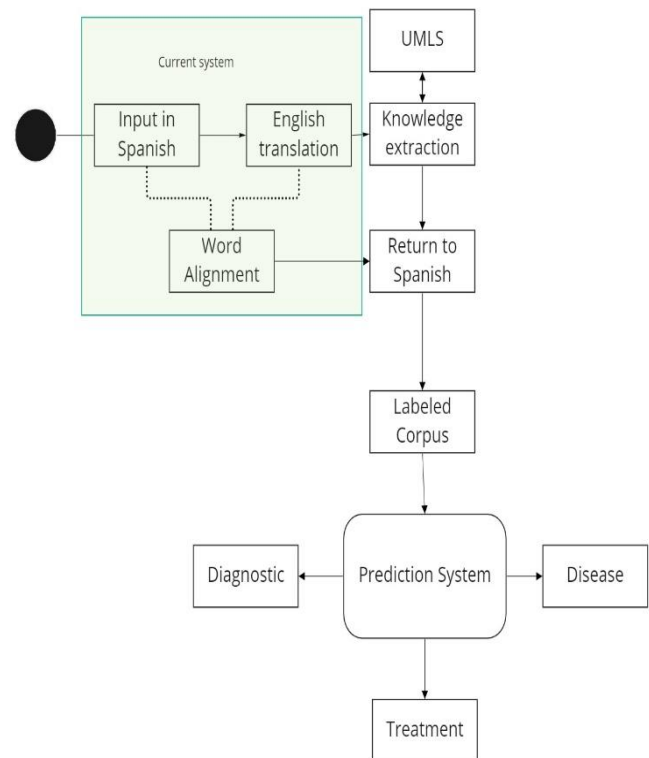 Current system
UMLS
Input in
Spanish
English
translation
Knowledge
extraction
Word
Alignment
Return to
Spanish
Labeled
Corpus
Diagnostic
Prediction System
Disease
Treatment